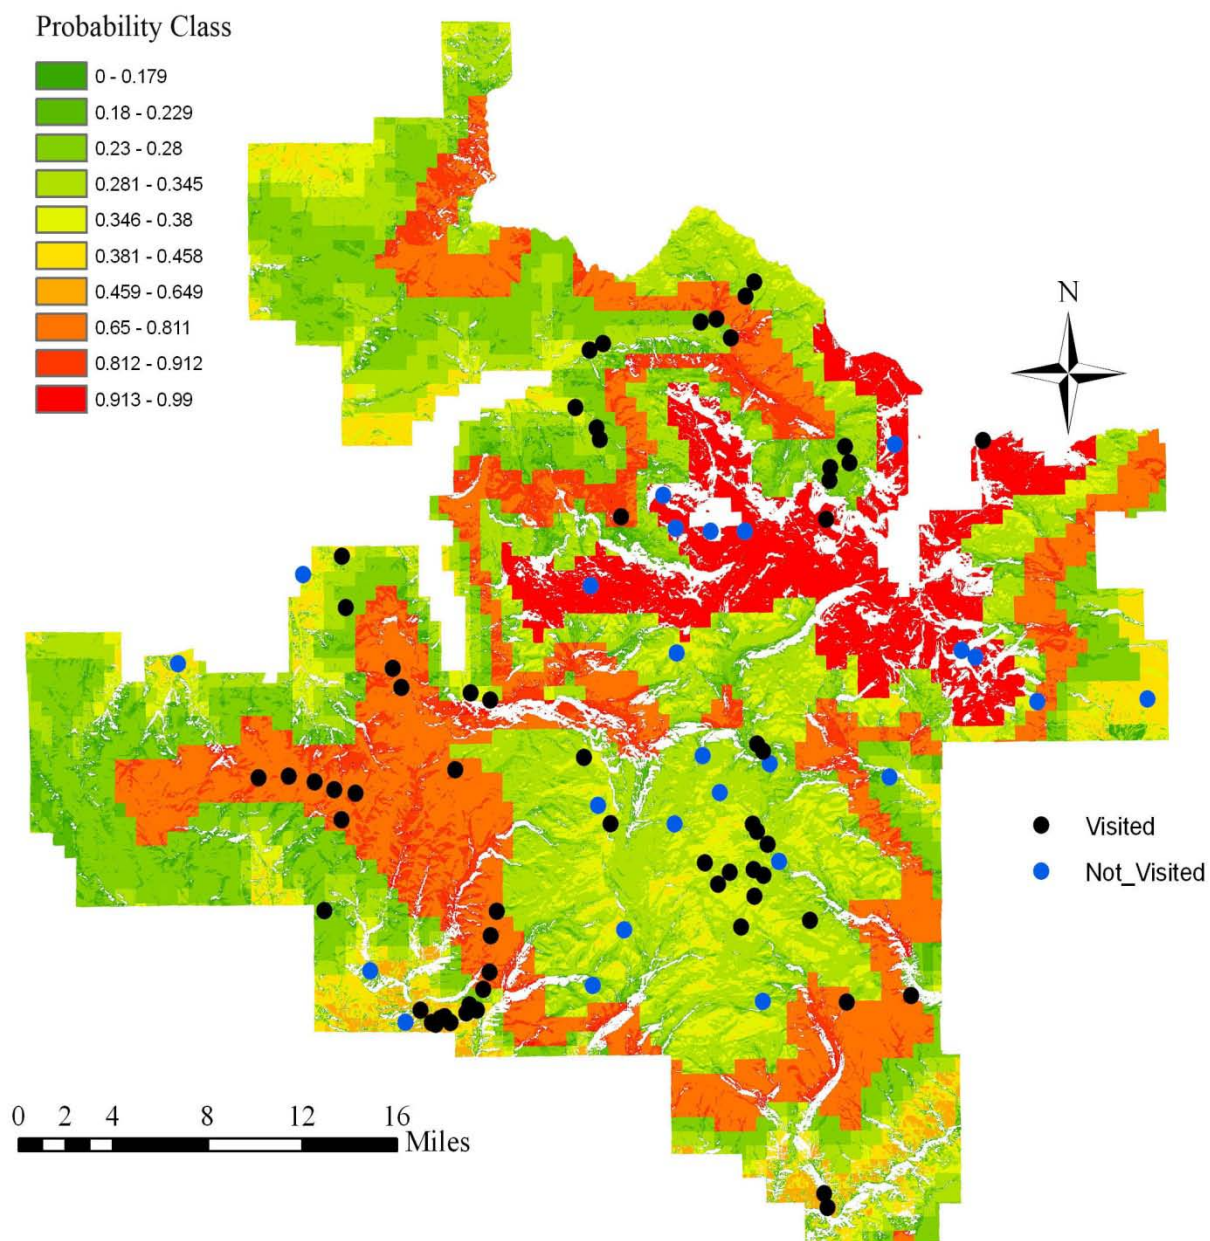 Probability Class
0 - 0.179
0.18 - 0.229
0.23 - 0.28
0.281 - 0.345
0.346 - 0.38
0.381 - 0.458
0.459 - 0.649
0.65 - 0.811
0.812 - 0.912
0.913 - 0.99
N
Visited
Not_Visited
0 2 4 8 12 16
Miles